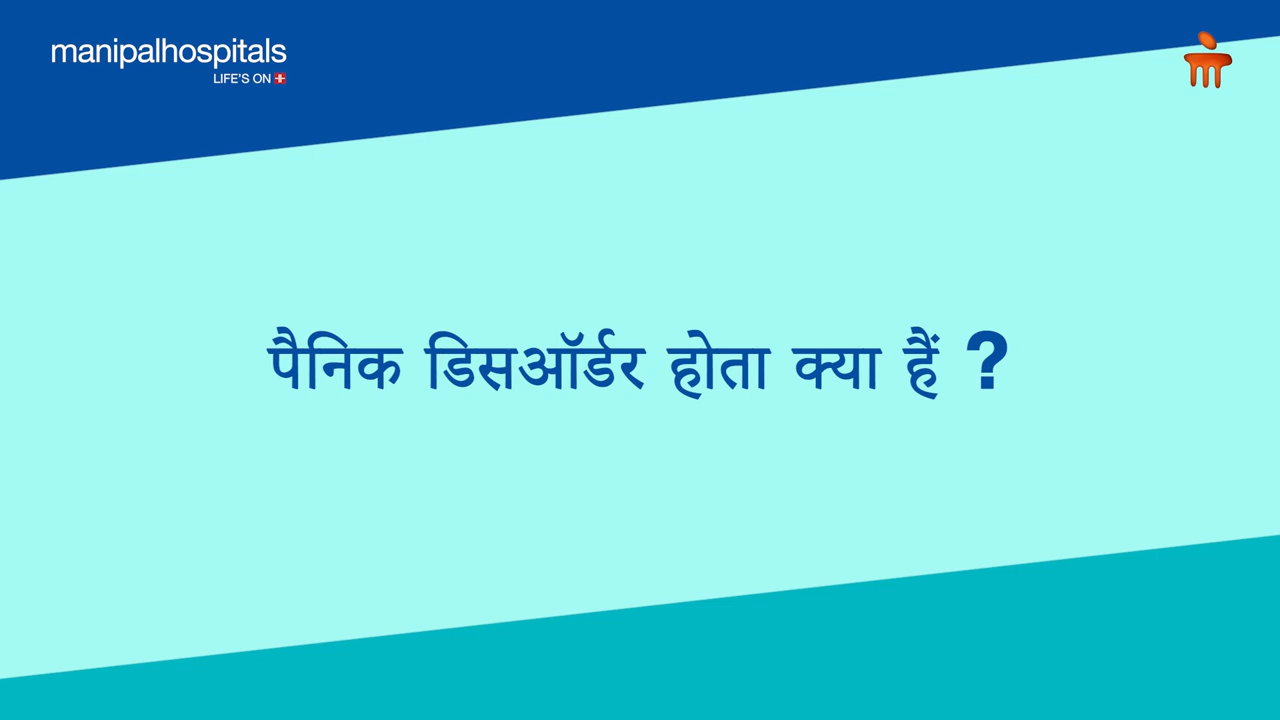 manipalhospitals
LIFE'S ON
पैनिक डिसऑर्डर होता क्या हैं ?